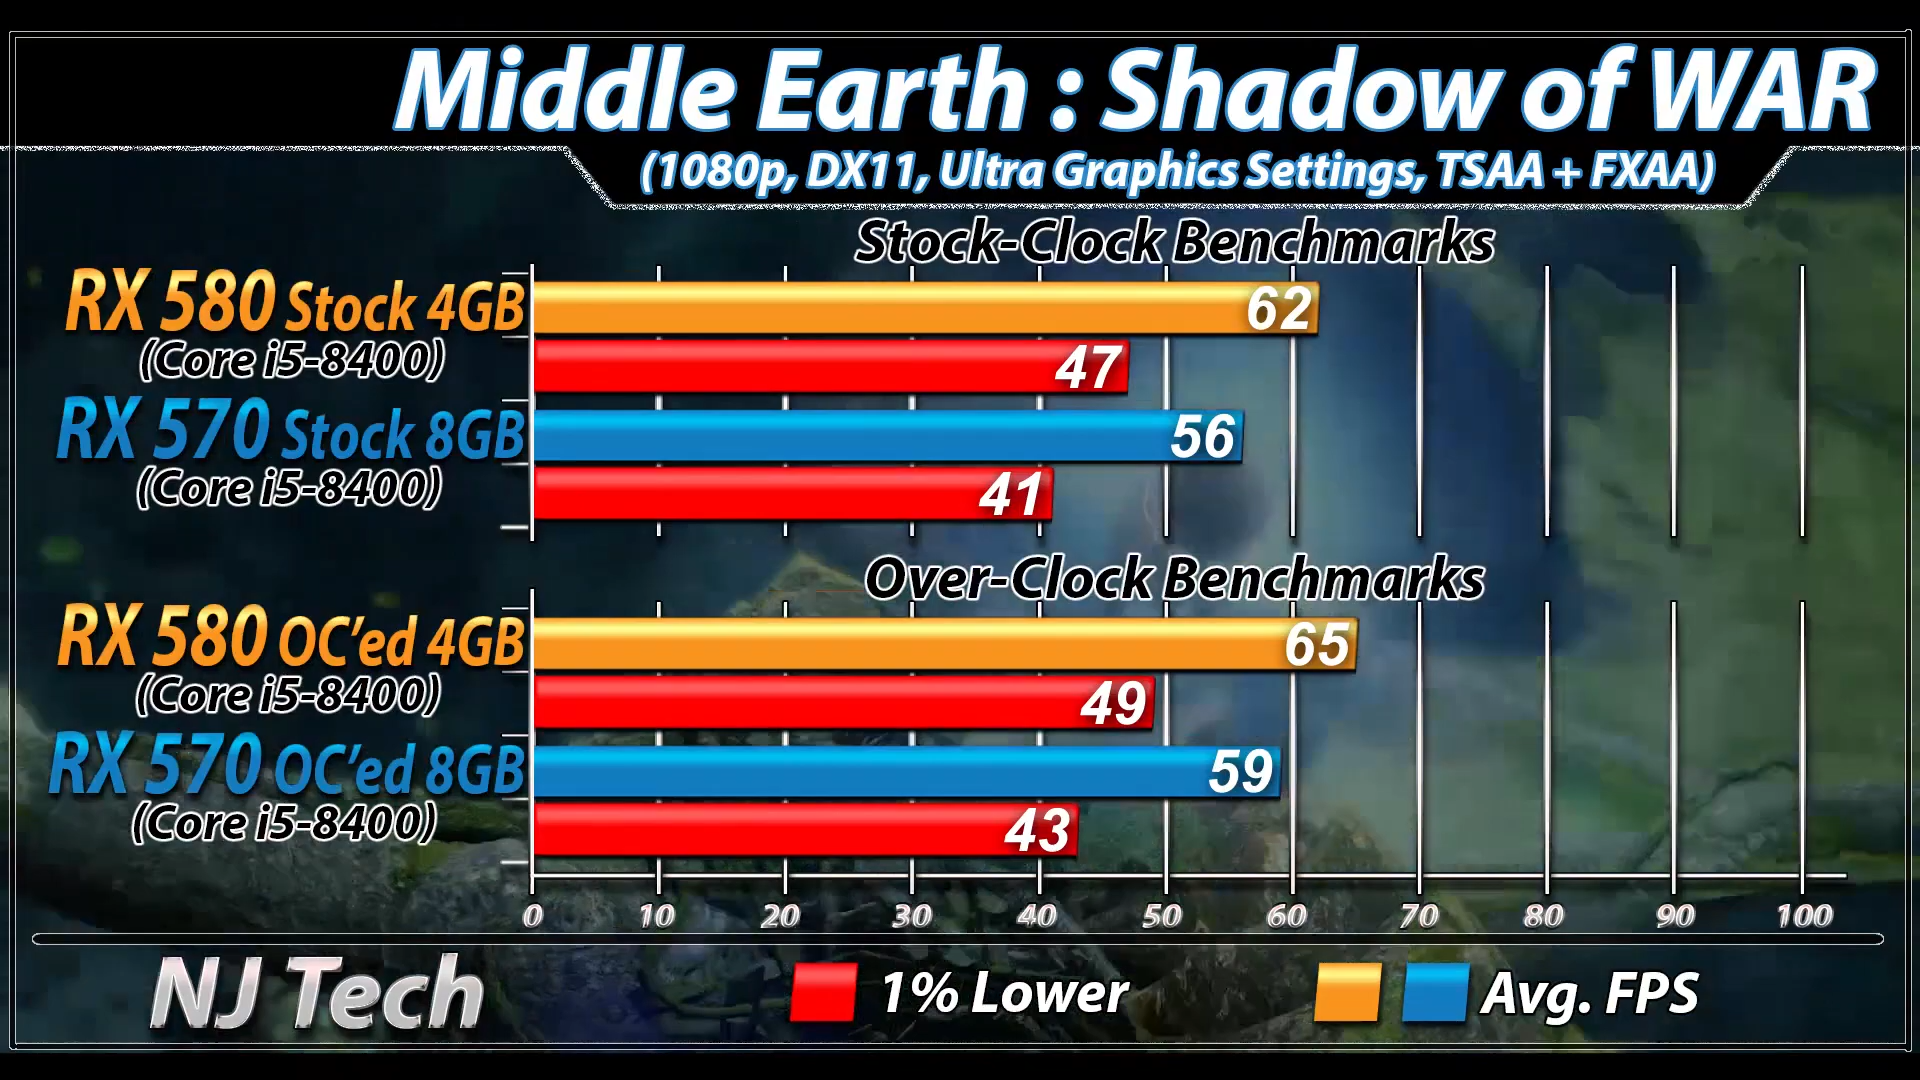 Middle Earth : Shadow of WAR
(1080p, DX11, Ultra Graphics Settings, TSAA + FXAA)
Stock-Clock Benchmarks
RX 580 Stock 4GB
62
(Core i5-8400)
47
RX 570 Stock 8GB
56
(Core i5-8400)
41
Over-Clock Benchmarks
RX 580 OC'ed 4GB
65
(Core i5-8400)
49
RX 570 OC'ed 8GB
59
(Core i5-8400)
43
0 10 20 30 40 50 60 70 80 90 100
NJ Tech
1% Lower
Avg. FPS